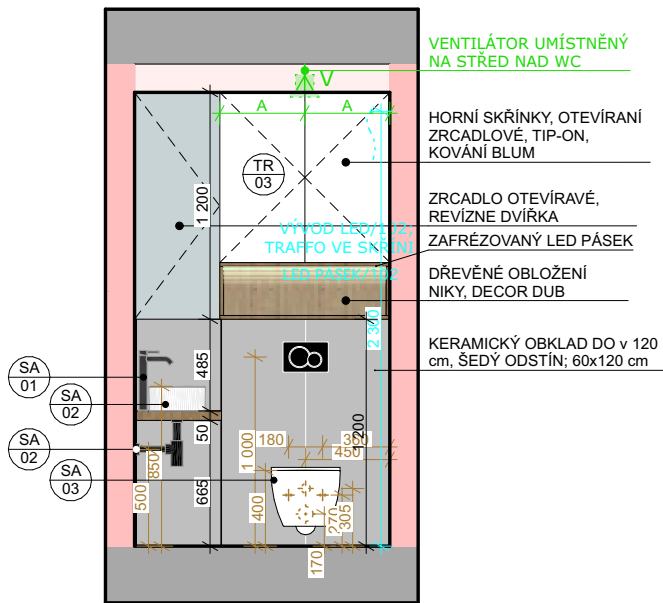 VENTILÁTOR UMÍSTNĚNÝ
NA STŘED NAD WC
V
A
A
HORNÍ SKŘÍNKY, OTEVÍRANÍ
ZRCADLOVÉ, TIP-ON,
KOVÁNÍ BLUM
TR
03
1 200
ZRCADLO OTEVÍRAVÉ,
REVÍZNE DVÍŘKA
VÝVOD LED/1
TRAFFO VE SKŘÍNI
ZAFRÉZOVANÝ LED PÁSEK
LED PÁSEK/102
DŘEVĚNÉ OBLOŽENÍ
NIKY, DECOR DUB
2 300
KERAMICKÝ OBKLAD DO v 120
cm, ŠEDÝ ODSTÍN; 60x120 cm
SA
01
485
SA
02
50
1 200
SA
02
850
1 000
180
360
450
SA
03
500
665
400
270
305
170